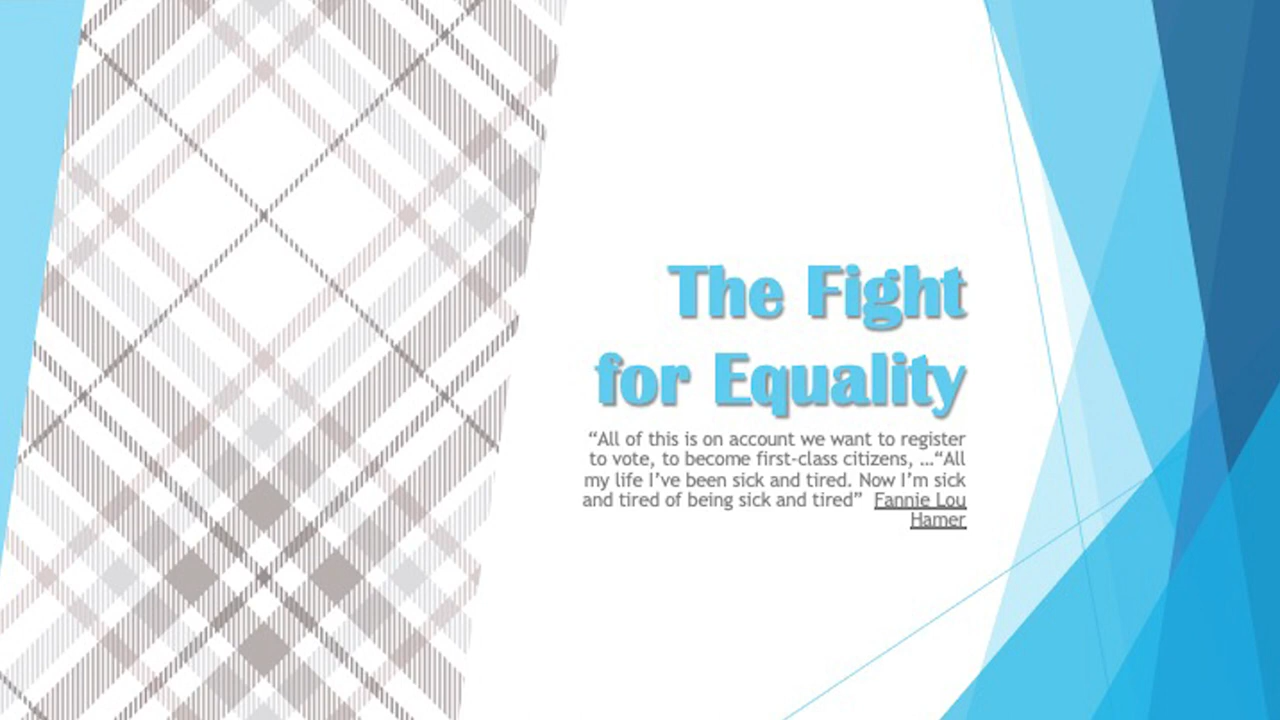 The Fight
for Equality
“All of this is on account we want to register
to vote, to become first-class citizens, …“All
my life I’ve been sick and tired. Now I’m sick
and tired of being sick and tired” Fannie Lou
Hamer